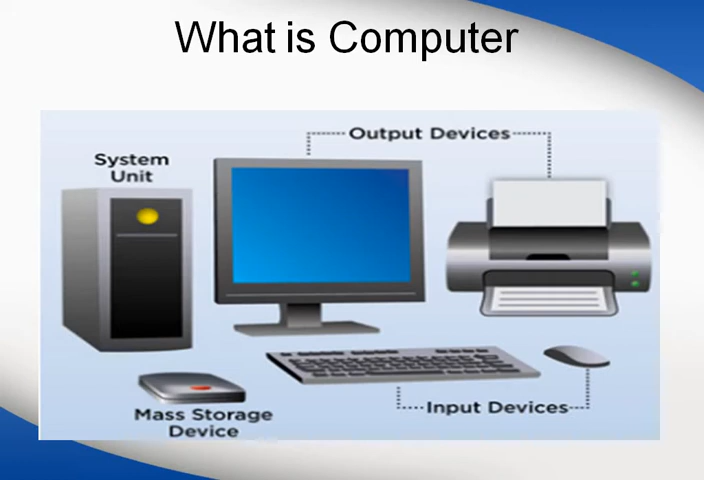 What is Computer
Output Devices
System
Unit
Input Devices
Mass Storage
Device